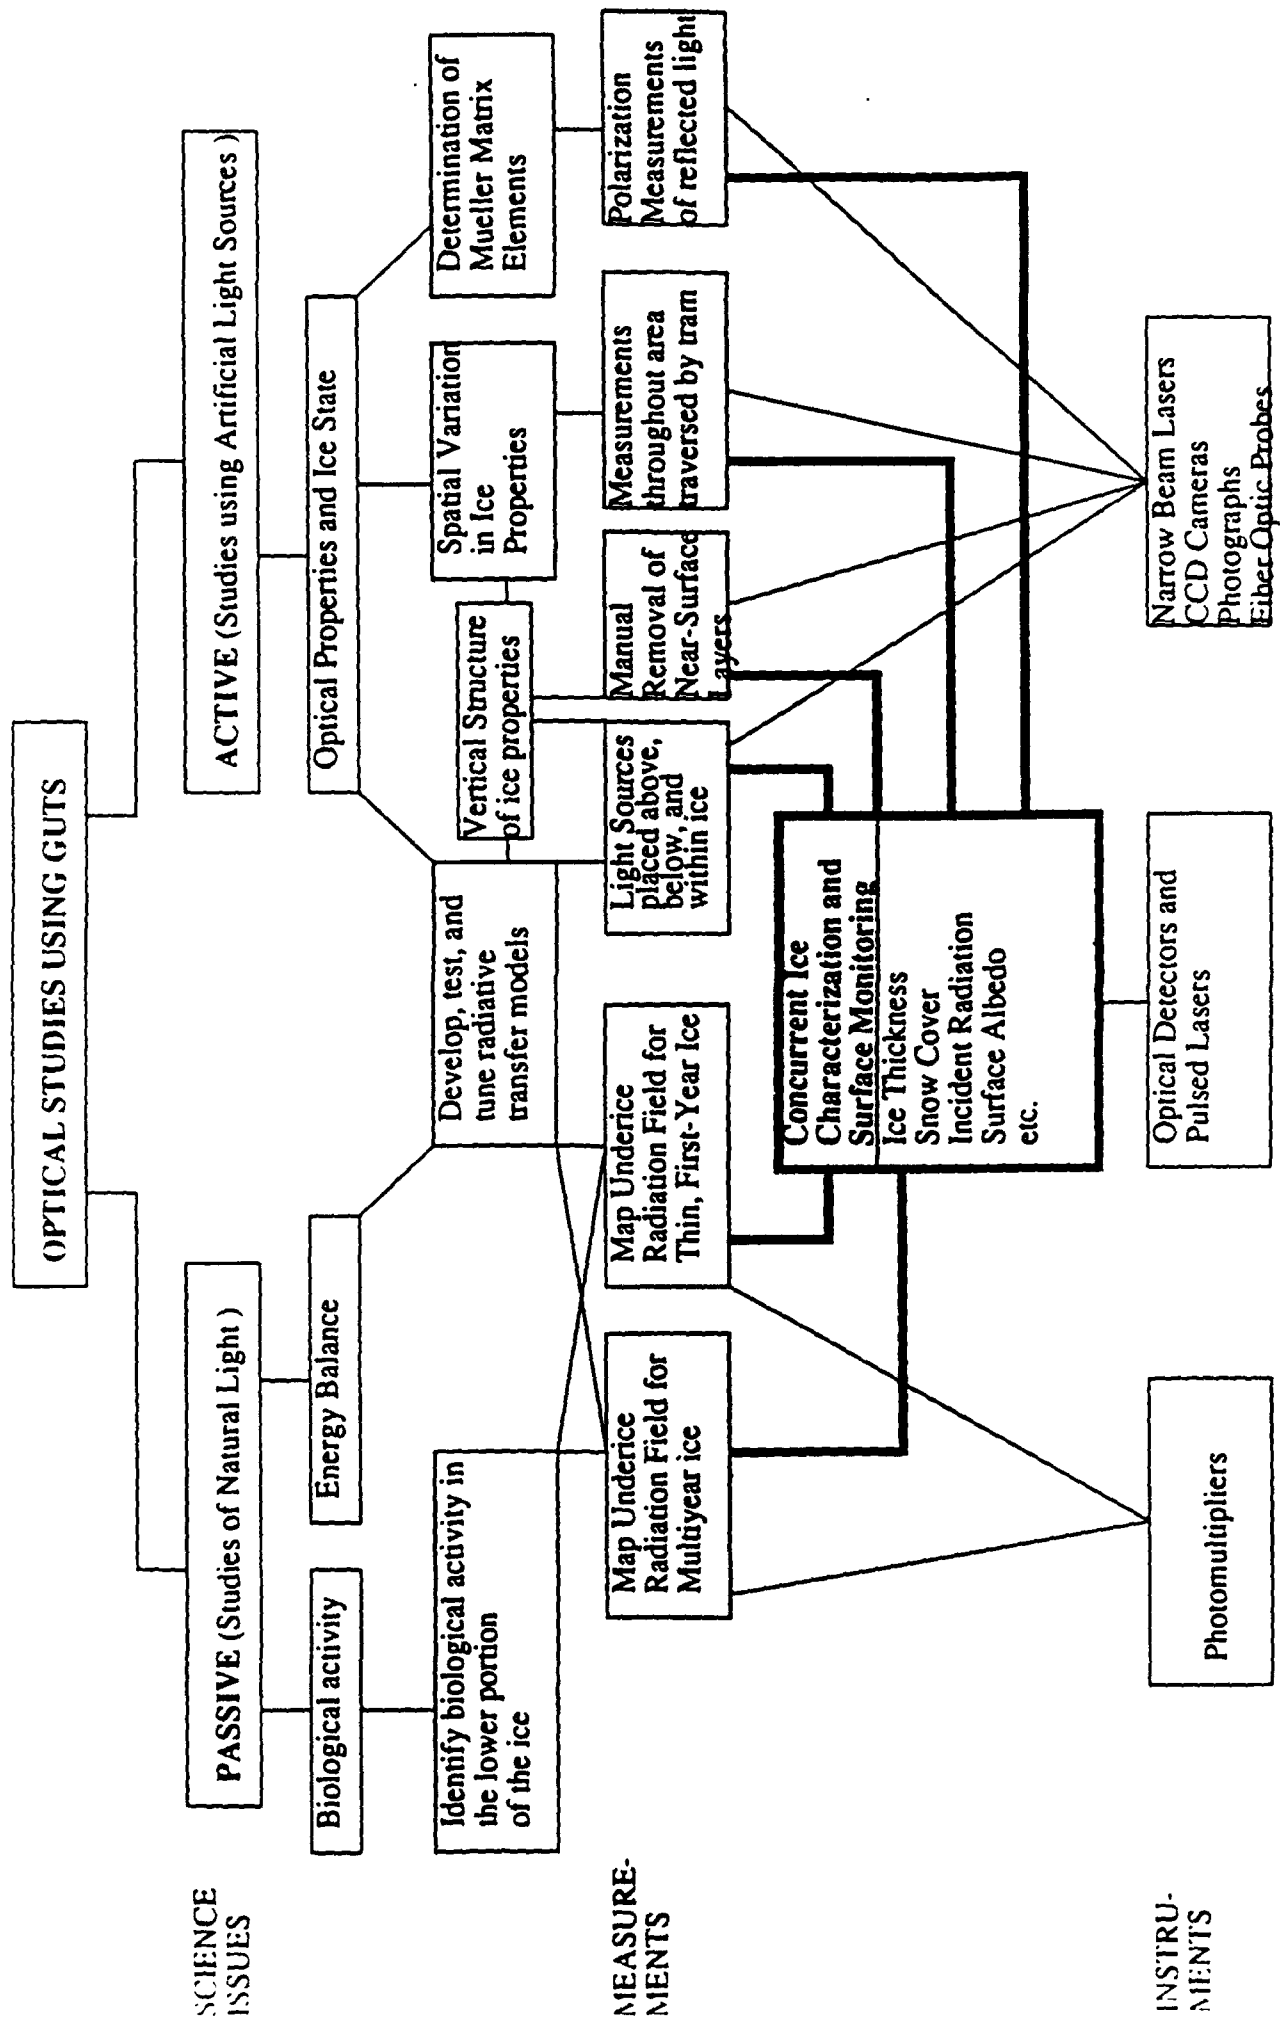 OPTICAL STUDIES USING GUTS
SCIENCE
ISSUES
PASSIVE (Studies of Natural Light )
ACTIVE (Studies using Artificial Light Sources )
Biological activity
Energy Balance
Optical Properties and Ice State
Identify biological activity in
the lower portion
of the ice
Develop, test, and
tune radiative
transfer models
Vertical Structure
of ice properties
Spatial Variation
in Ice
Properties
Determination of
Mueller Matrix
Elements
MEASURE-
MENTS
Map Underice
Radiation Field for
Multiyear ice
Map Underice
Radiation Field for
Thin, First-Year Ice
Light Sources
placed above,
below, and
within ice
Manual
Removal of
Near-Surface
Layers
Measurements
throughout area
traversed by tram
Polarization
Measurements
of reflected light
Concurrent Ice
Characterization and
Surface Monitoring
Ice Thickness
Snow Cover
Incident Radiation
Surface Albedo
etc.
INSTRU-
MENTS
Photomultipliers
Optical Detectors and
Pulsed Lasers
Narrow Beam Lasers
CCD Cameras
Photographs
Fiber Optic Probes